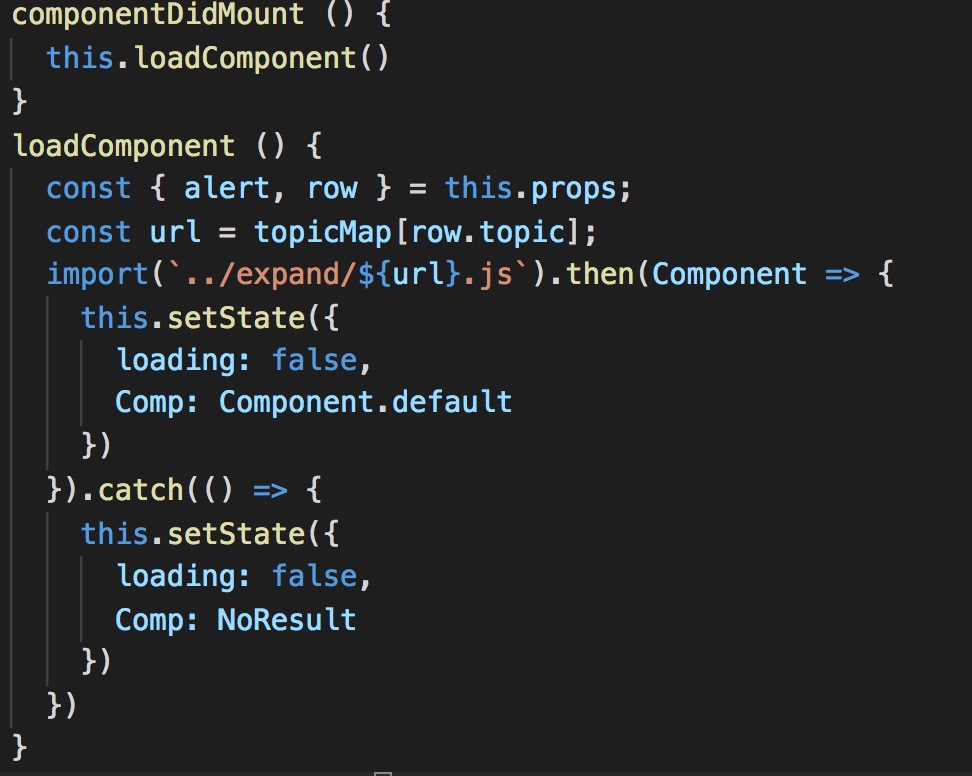 componentDidMount () {
  this.loadComponent()
}
loadComponent () {
  const { alert, row } = this.props;
  const url = topicMap[row.topic];
  import(`../expand/${url}.js`).then(Component => {
    this.setState({
      loading: false,
      Comp: Component.default
    })
  }).catch(() => {
    this.setState({
      loading: false,
      Comp: NoResult
    })
  })
}